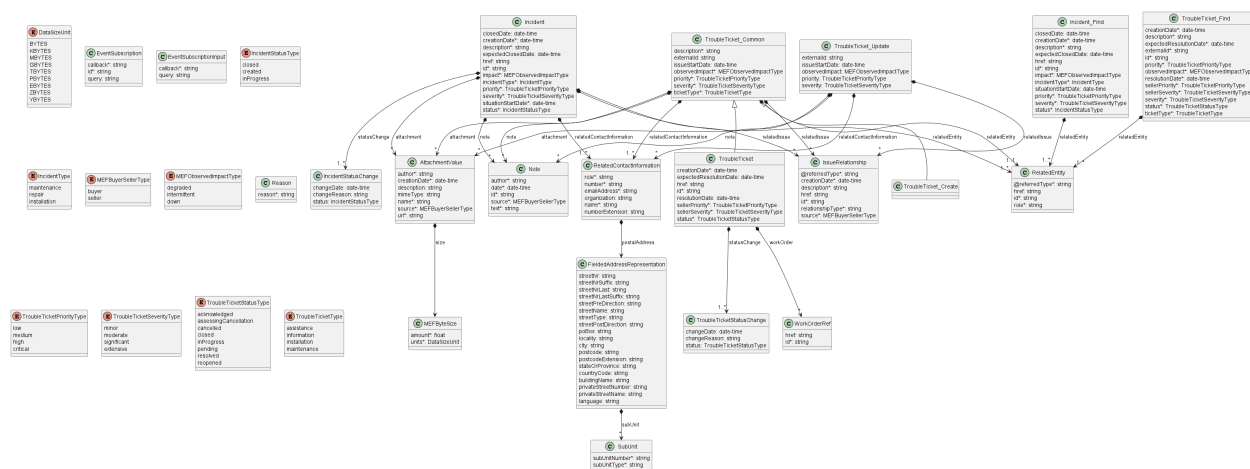 DataSizeUnit
BYTES
KBYTES
MBYTES
GBYTES
TBYTES
PBYTES
EBYTES
ZBYTES
YBYTES
EventSubscription
callback*: string
id*: string
query*: string
EventSubscriptionInput
callback*: string
query: string
IncidentStatusType
closed
created
inProgress
Incident
closedDate: date-time
creationDate*: date-time
description*: string
expectedClosedDate: date-time
href: string
id*: string
impact*: MEFObservedImpactType
incidentType*: IncidentType
priority*: TroubleTicketPriorityType
severity*: TroubleTicketSeverityType
situationStartDate*: date-time
status*: IncidentStatusType
TroubleTicket_Common
description*: string
externalId: string
issueStartDate: date-time
observedImpact*: MEFObservedImpactType
priority*: TroubleTicketPriorityType
severity*: TroubleTicketSeverityType
ticketType*: TroubleTicketType
TroubleTicket_Update
externalId: string
issueStartDate: date-time
observedImpact: MEFObservedImpactType
priority: TroubleTicketPriorityType
severity: TroubleTicketSeverityType
Incident_Find
closedDate: date-time
creationDate*: date-time
description*: string
expectedClosedDate: date-time
href: string
id*: string
impact*: MEFObservedImpactType
incidentType*: IncidentType
situationStartDate*: date-time
priority*: TroubleTicketPriorityType
severity*: TroubleTicketSeverityType
status*: IncidentStatusType
TroubleTicket_Find
creationDate*: date-time
description*: string
expectedResolutionDate: date-time
externalId: string
id*: string
priority*: TroubleTicketPriorityType
resolutionDate*: date-time
sellerPriority*: TroubleTicketPriorityType
sellerSeverity*: TroubleTicketSeverityType
severity*: TroubleTicketSeverityType
status*: TroubleTicketStatusType
ticketType*: TroubleTicketType
statusChange
attachment
attachment
note
note
attachment
relatedContactInformation
relatedContactInformation
note
relatedContactInformation
relatedIssue
relatedEntity
relatedEntity
relatedIssue
relatedEntity
relatedEntity
IncidentType
maintenance
repair
installation
MEFBuyerSellerType
buyer
seller
MEFObservedImpactType
degraded
intermittent
down
Reason
reason*: string
IncidentStatusChange
changeDate: date-time
changeReason: string
status: IncidentStatusType
AttachmentValue
author*: string
creationDate*: date-time
description: string
mimeType: string
name*: string
source*: MEFBuyerSellerType
url*: string
Note
author*: string
date*: date-time
id*: string
source*: MEFBuyerSellerType
text*: string
RelatedContactInformation
role*: string
number*: string
emailAddress*: string
organization: string
name*: string
numberExtension: string
TroubleTicket
creationDate*: date-time
expectedResolutionDate: date-time
href: string
id*: string
resolutionDate: date-time
sellerPriority*: TroubleTicketPriorityType
sellerSeverity*: TroubleTicketSeverityType
status*: TroubleTicketStatusType
IssueRelationship
@referredType*: string
creationDate*: date-time
description*: string
href: string
id*: string
relationshipType*: string
source*: MEFBuyerSellerType
TroubleTicket_Create
RelatedEntity
@referredType*: string
href: string
id*: string
role*: string
size
postalAddress
statusChange
workOrder
TroubleTicketPriorityType
low
medium
high
critical
TroubleTicketSeverityType
minor
moderate
significant
extensive
TroubleTicketStatusType
acknowledged
assessingCancellation
cancelled
closed
inProgress
pending
resolved
reopened
TroubleTicketType
assistance
information
installation
maintenance
MEFByteSize
amount*: float
units*: DataSizeUnit
FieldedAddressRepresentation
streetNr: string
streetNrSuffix: string
streetNrLast: string
streetNrLastSuffix: string
streetPreDirection: string
streetName: string
streetType: string
streetPostDirection: string
poBox: string
locality: string
city: string
postcode: string
postcodeExtension: string
stateOrProvince: string
countryCode: string
buildingName: string
privateStreetNumber: string
privateStreetName: string
language: string
TroubleTicketStatusChange
changeDate: date-time
changeReason: string
status: TroubleTicketStatusType
WorkOrderRef
href: string
id*: string
subUnit
SubUnit
subUnitNumber*: string
subUnitType*: string